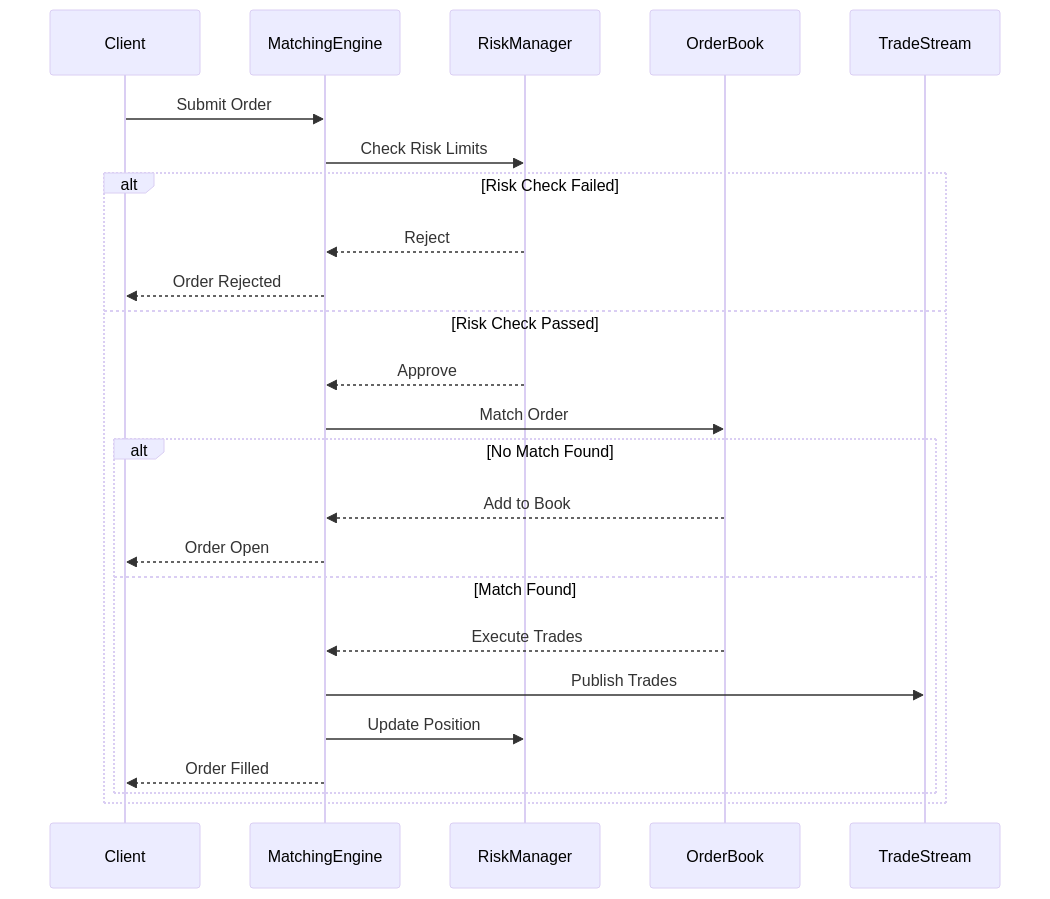 Client
MatchingEngine
RiskManager
OrderBook
TradeStream
Submit Order
Check Risk Limits
alt
[Risk Check Failed]
Reject
Order Rejected
[Risk Check Passed]
Approve
Match Order
alt
[No Match Found]
Add to Book
Order Open
[Match Found]
Execute Trades
Publish Trades
Update Position
Order Filled
Client
MatchingEngine
RiskManager
OrderBook
TradeStream